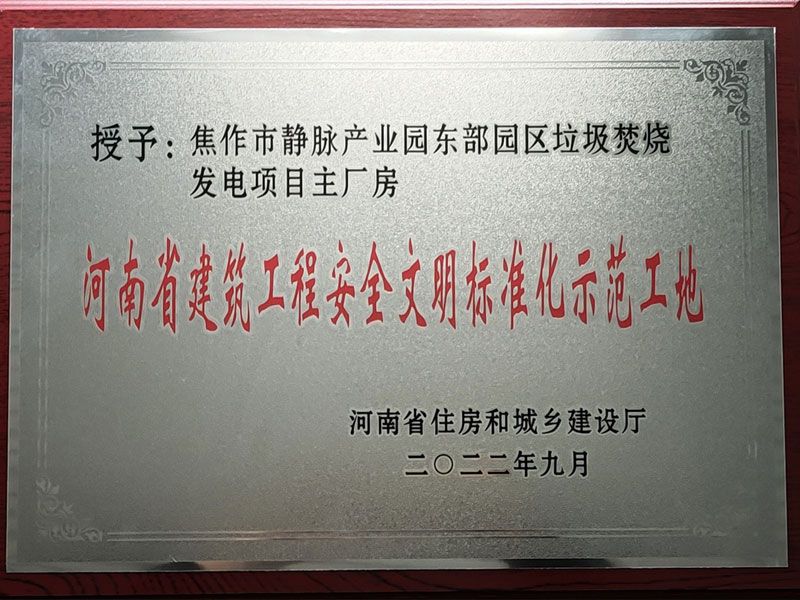 授予：焦作市静脉产业园东部园区垃圾焚烧
发电项目主厂房
河南省建筑工程安全文明标准化示范工地
河南省住房和城乡建设厅
二〇二二年九月